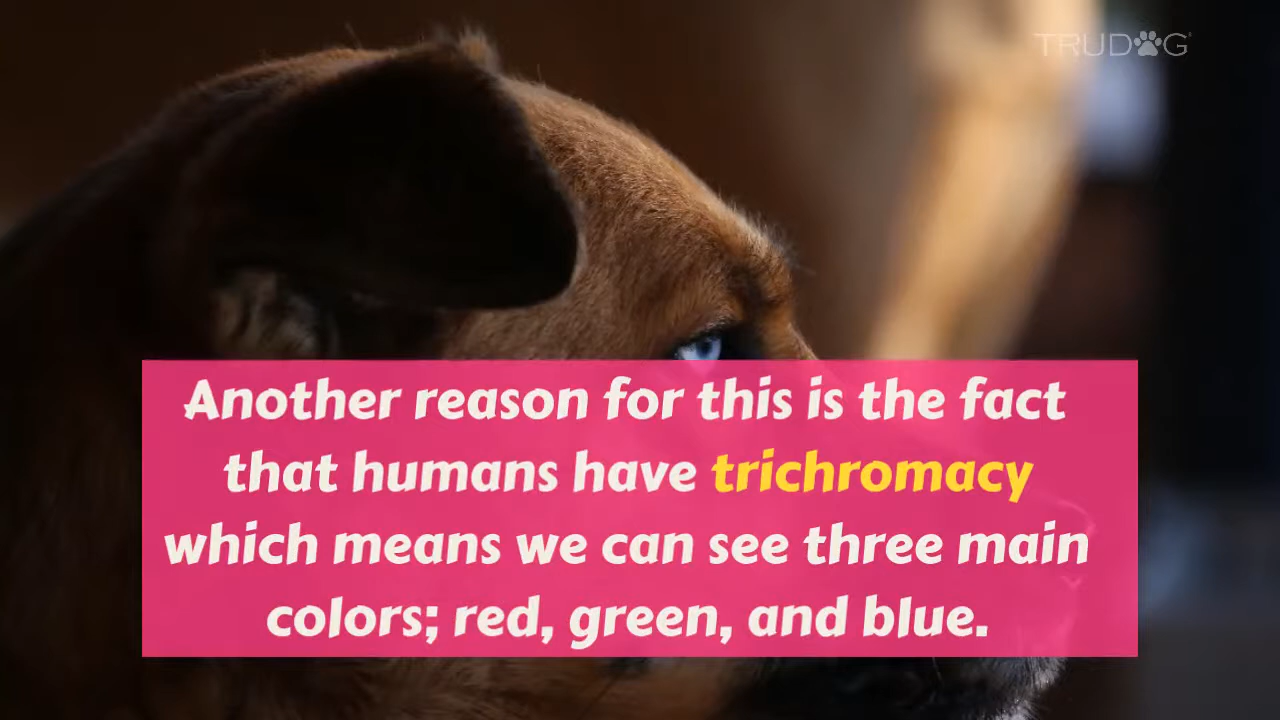 TRUDOG
Another reason for this is the fact
that humans have trichromacy
which means we can see three main
colors; red, green, and blue.